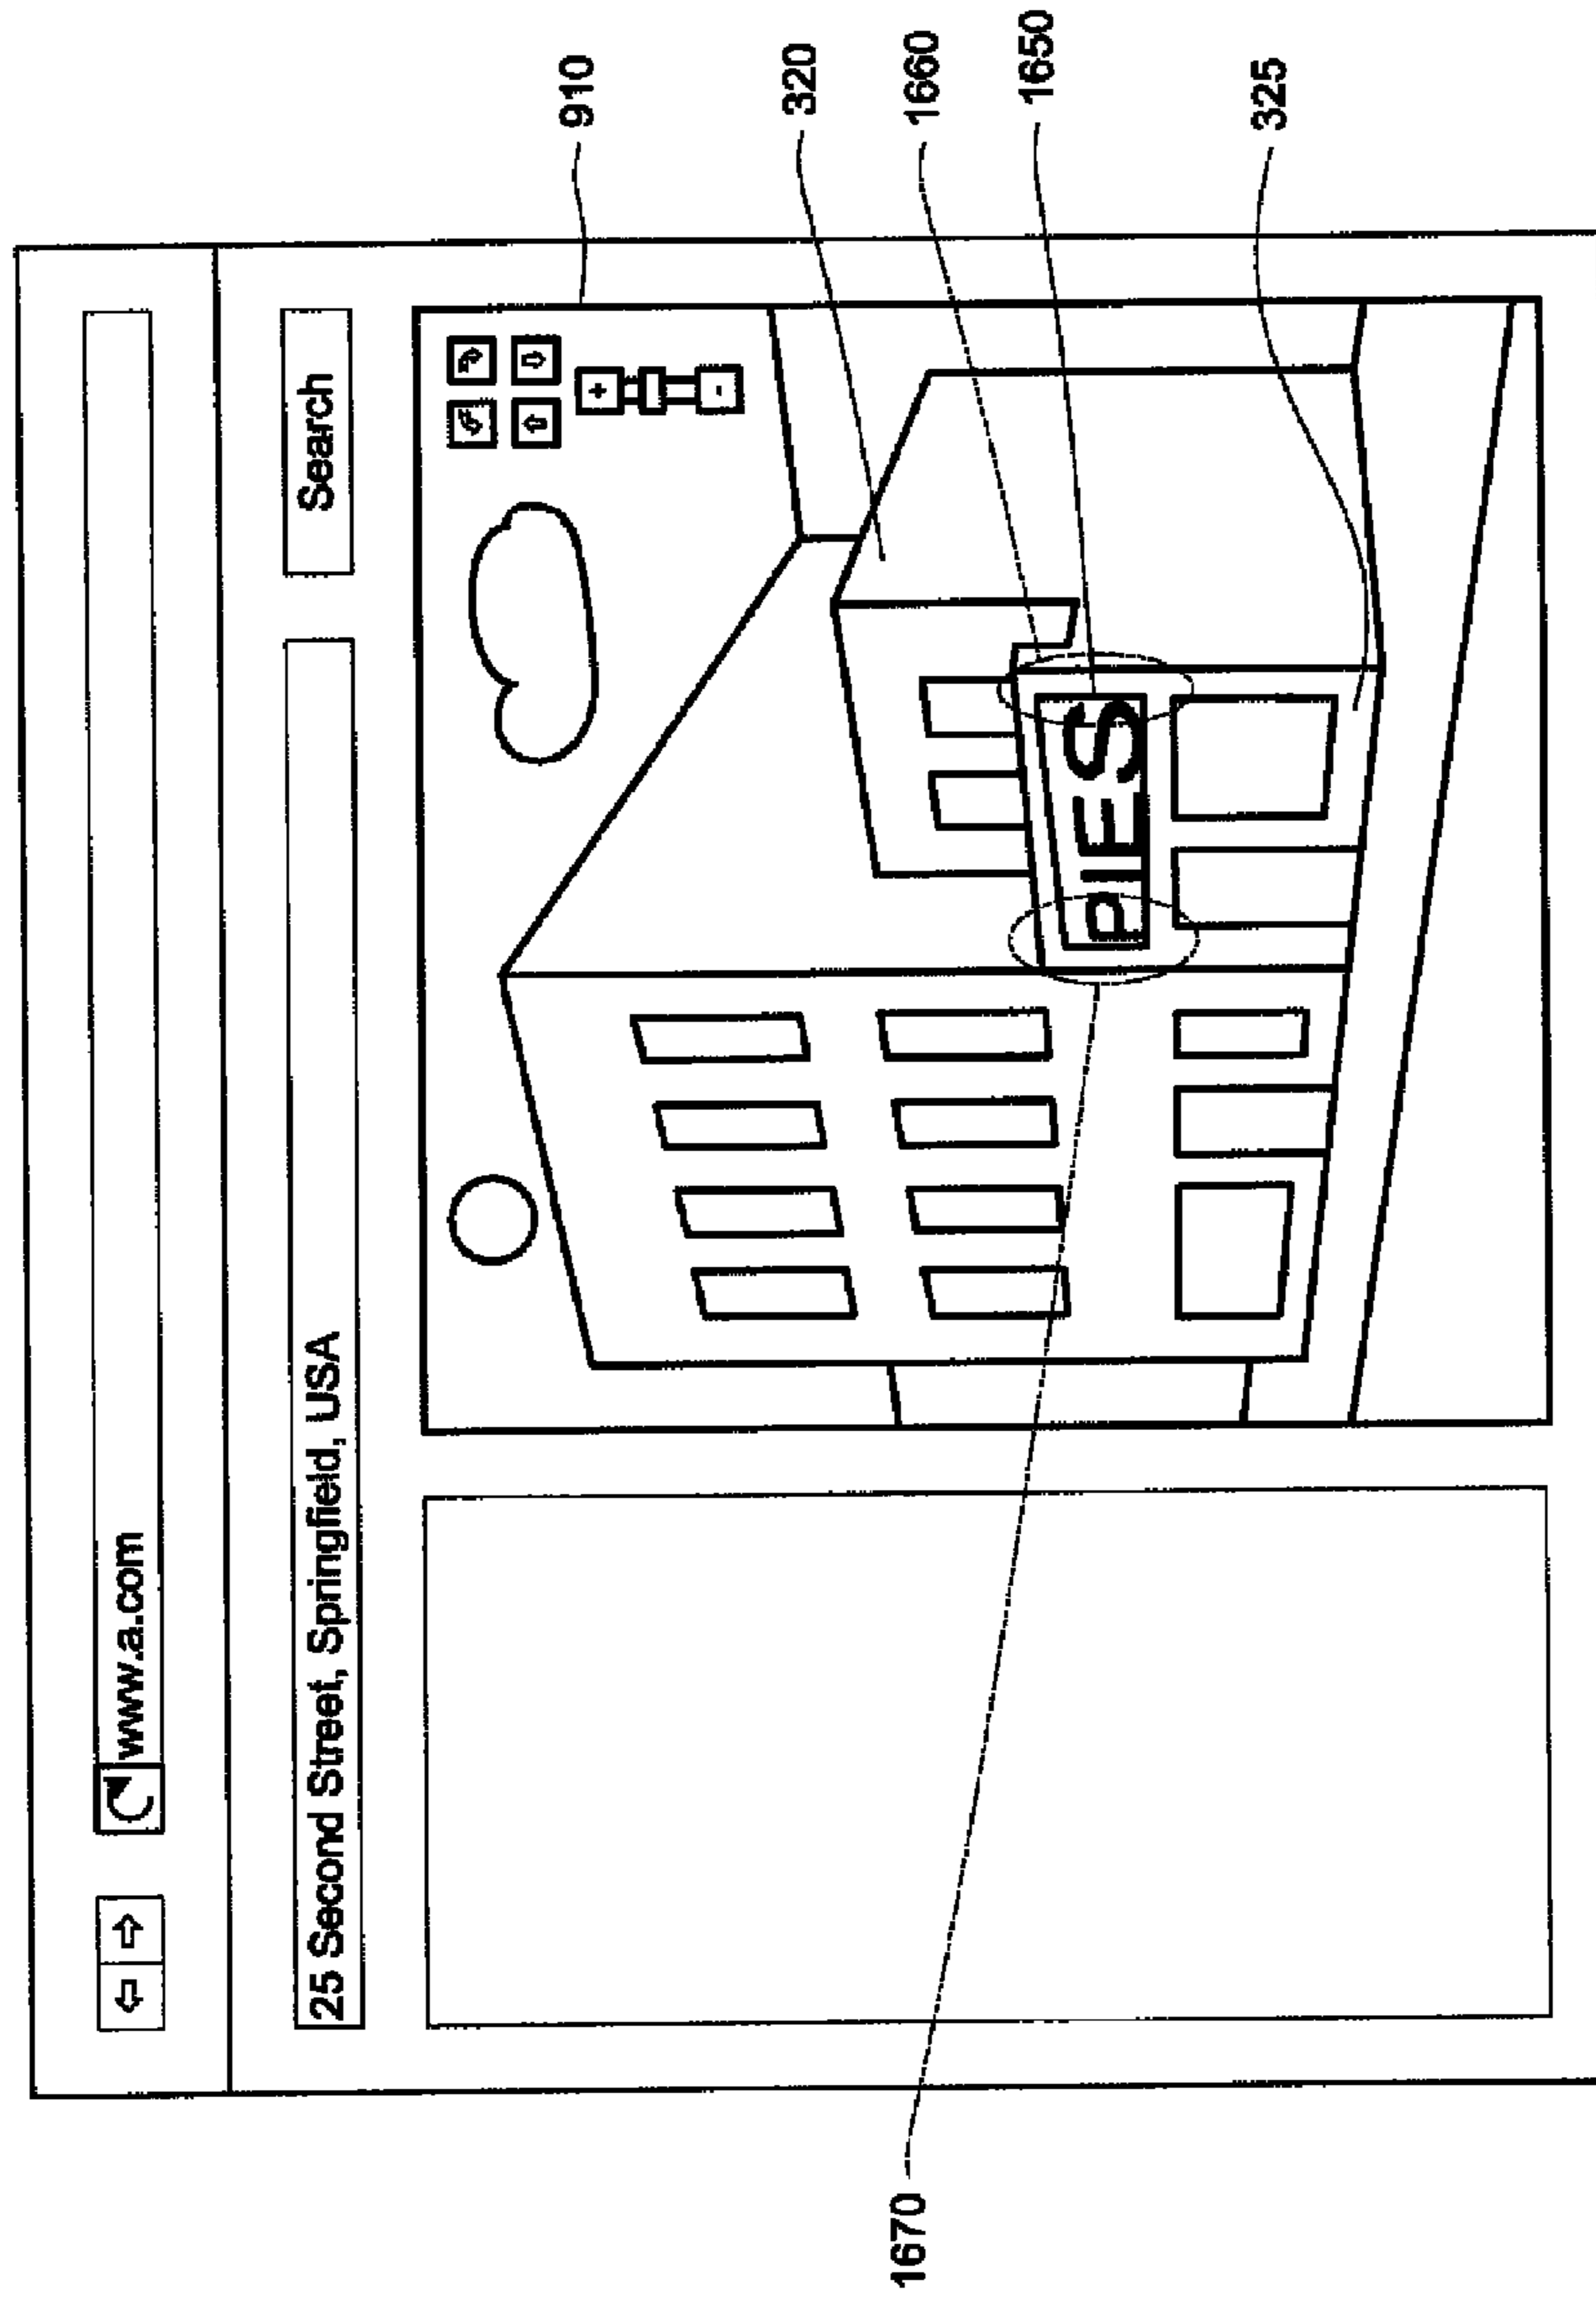 www.a.com
25 Second Street, Springfield, USA
Search
+
-
PIES
910
320
1660
1650
325
1670